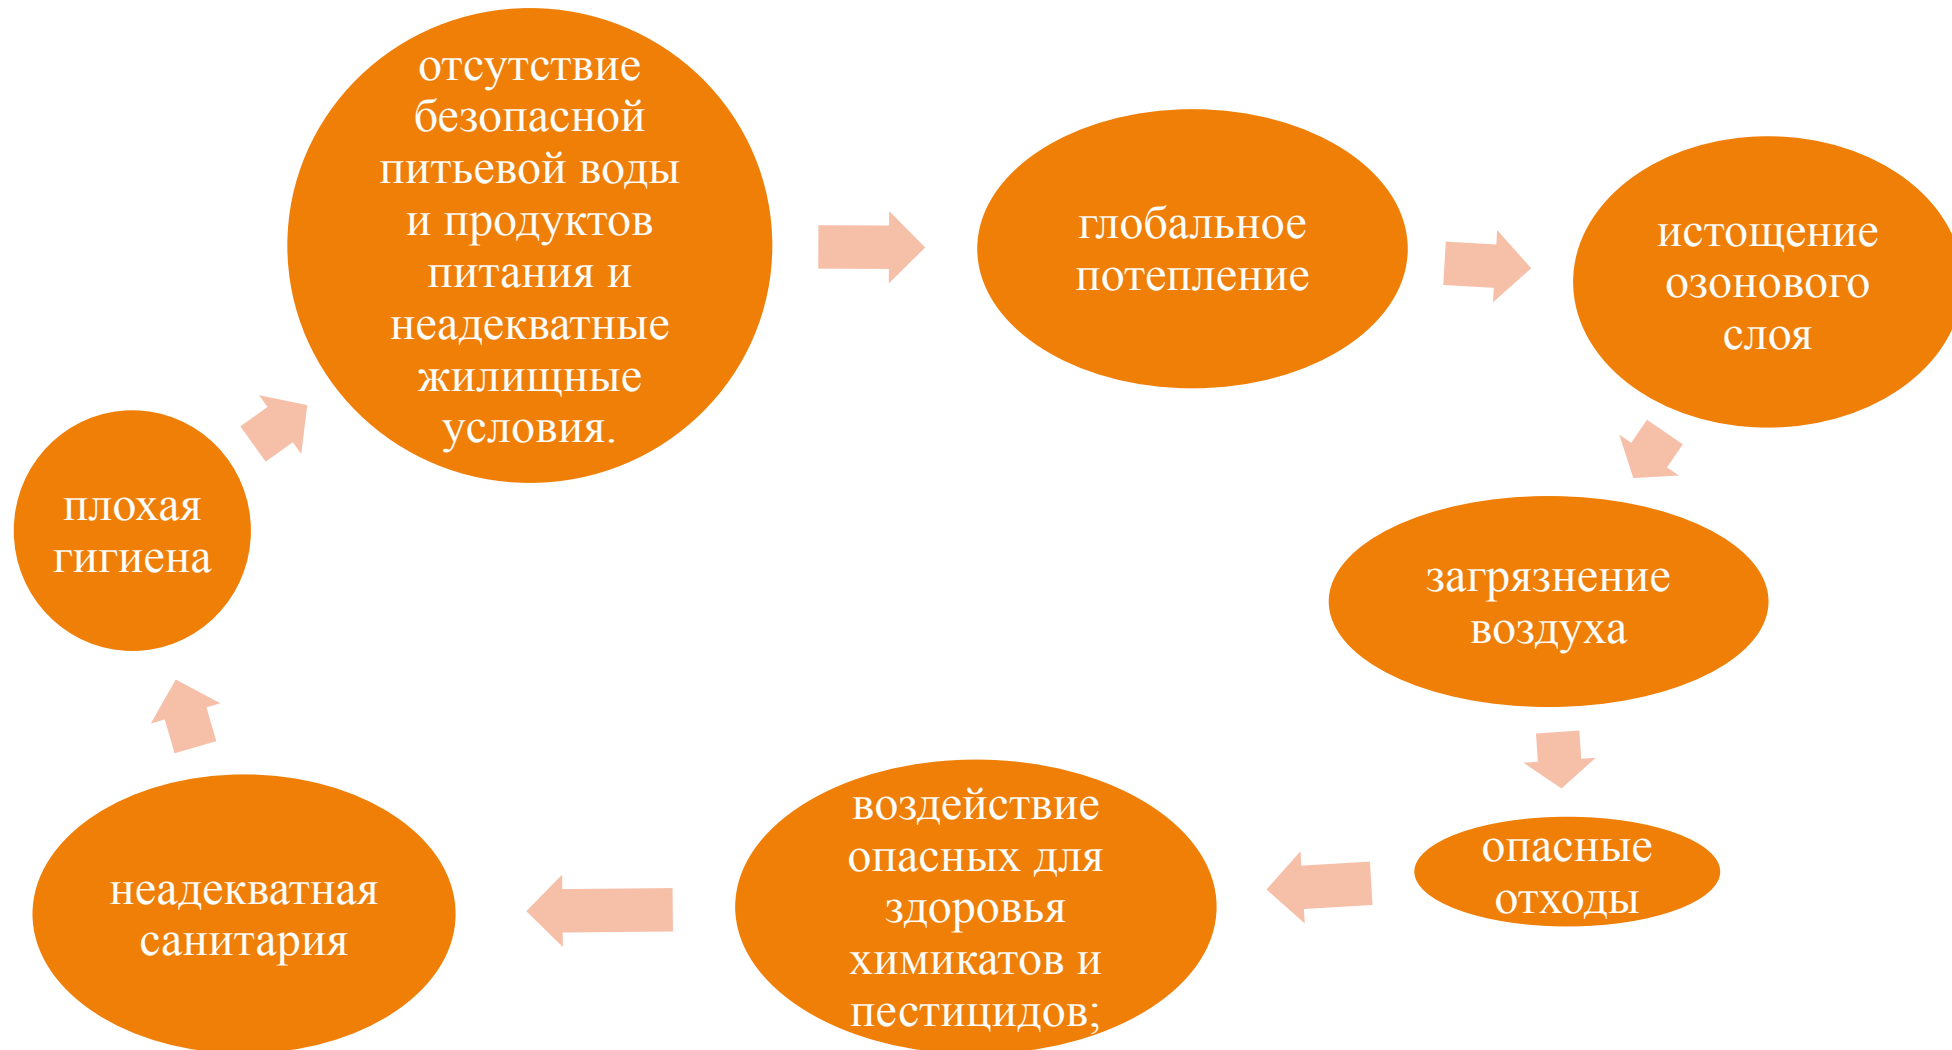 отсутствие
безопасной
питьевой воды
и продуктов
питания и
неадекватные
жилищные
условия.
глобальное
потепление
истощение
озонового
слоя
загрязнение
воздуха
опасные
отходы
воздействие
опасных для
здоровья
химикатов и
пестицидов;
неадекватная
санитария
плохая
гигиена